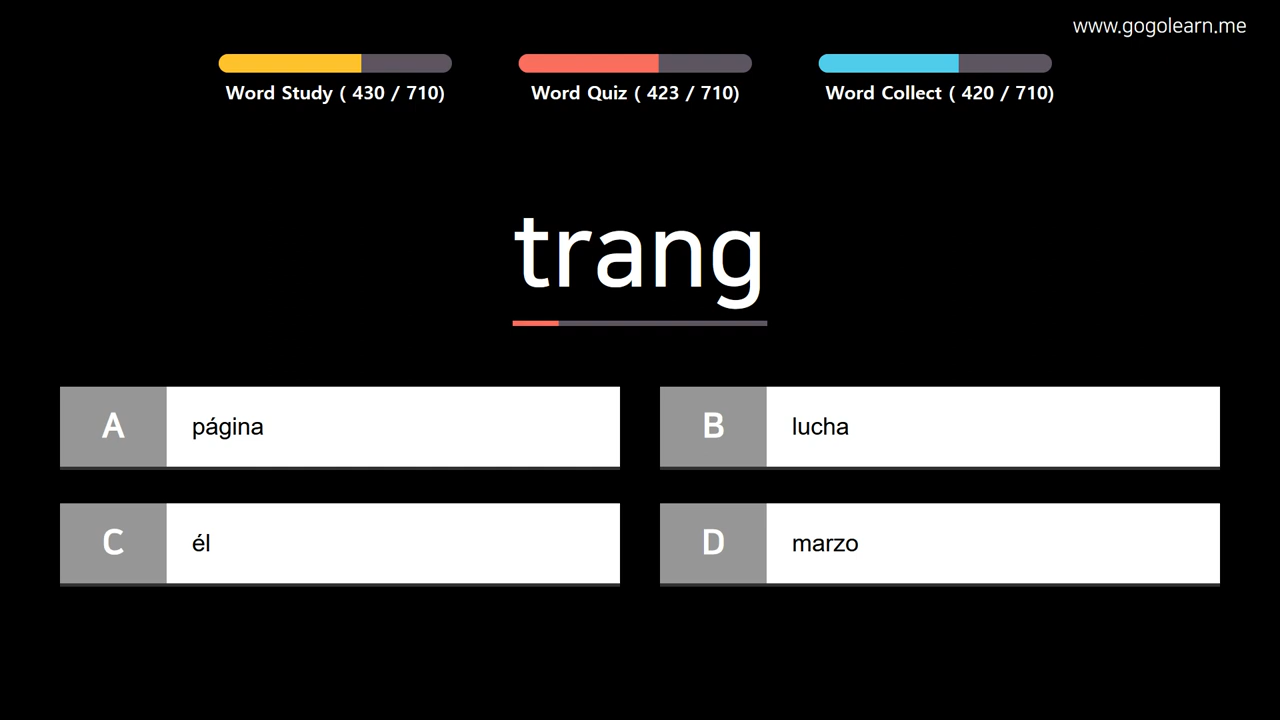 www.gogolearn.me
Word Study ( 430 / 710)
Word Quiz ( 423 / 710)
Word Collect ( 420 / 710)
trang
A página
B lucha
C él
D marzo